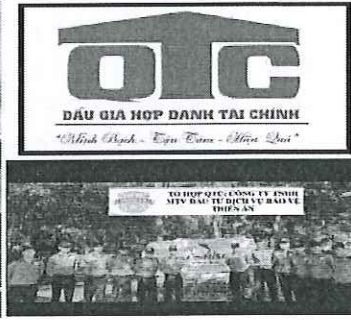 QTC
ĐẤU GIÁ HỢP DANH TÀI CHÍNH
"Minh Bạch - Tận Tâm - Hiệu Quả"
TỔ HỢP QTC: CÔNG TY TNHH
MTV ĐẦU TƯ DỊCH VỤ BẢO VỆ
THIÊN ÂN